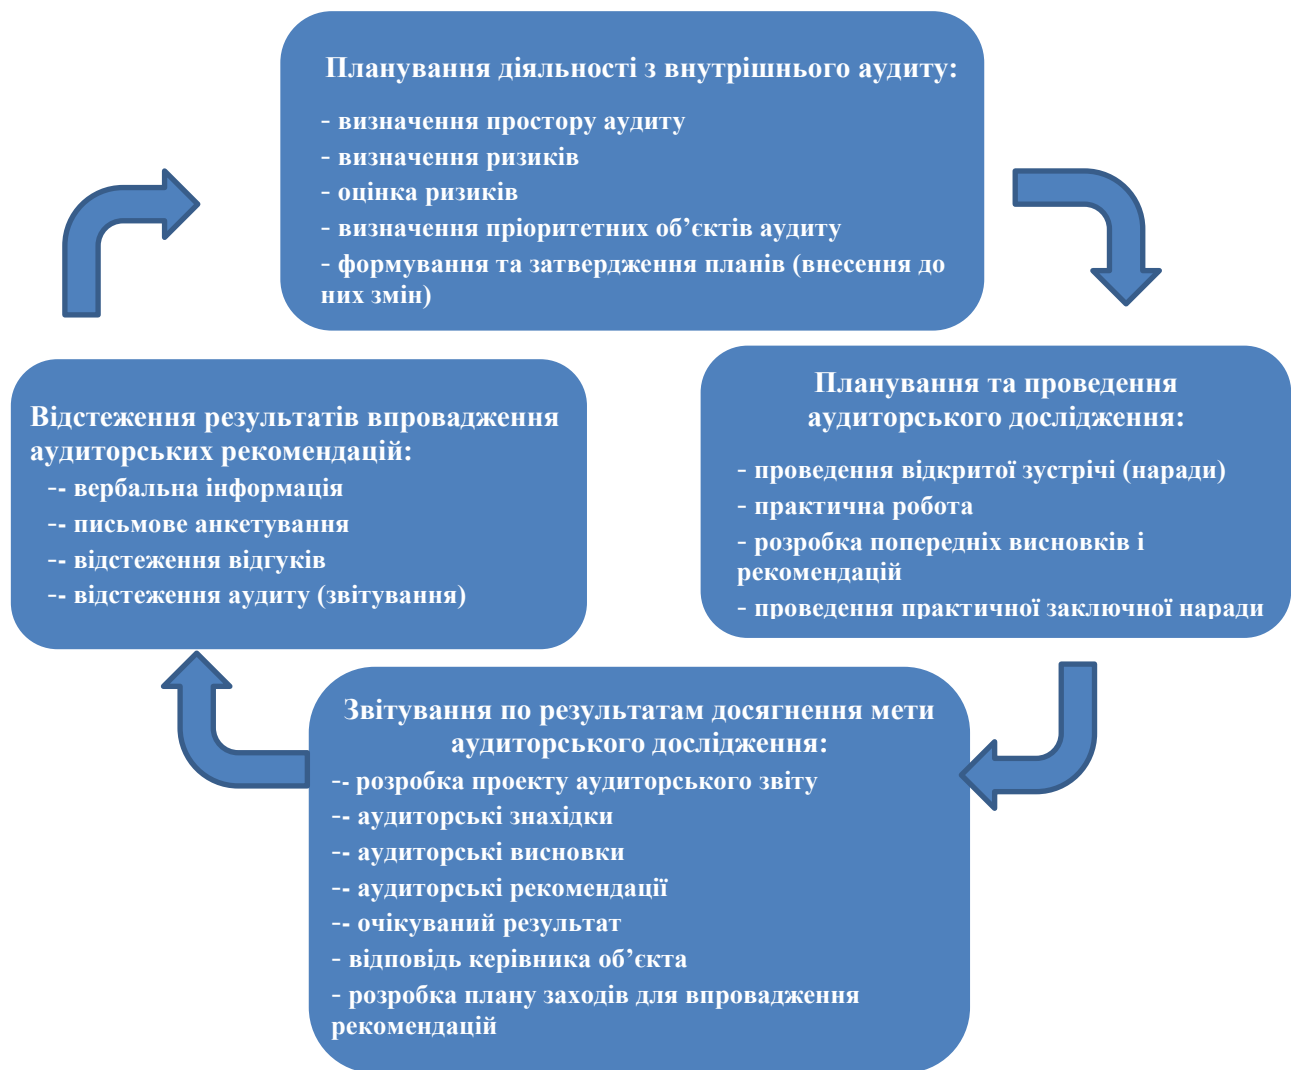 Планування діяльності з внутрішнього аудиту:
- визначення простору аудиту
- визначення ризиків
- оцінка ризиків
- визначення пріоритетних об’єктів аудиту
- формування та затвердження планів (внесення до
них змін)
Планування та проведення
аудиторського дослідження:
- проведення відкритої зустрічі (наради)
- практична робота
- розробка попередніх висновків і
рекомендацій
- проведення практичної заключної наради
Звітування по результатам досягнення мети
аудиторського дослідження:
-- розробка проекту аудиторського звіту
-- аудиторські знахідки
-- аудиторські висновки
-- аудиторські рекомендації
-- очікуваний результат
- відповідь керівника об’єкта
- розробка плану заходів для впровадження
рекомендацій
Відстеження результатів впровадження
аудиторських рекомендацій:
-- вербальна інформація
-- письмове анкетування
-- відстеження відгуків
-- відстеження аудиту (звітування)